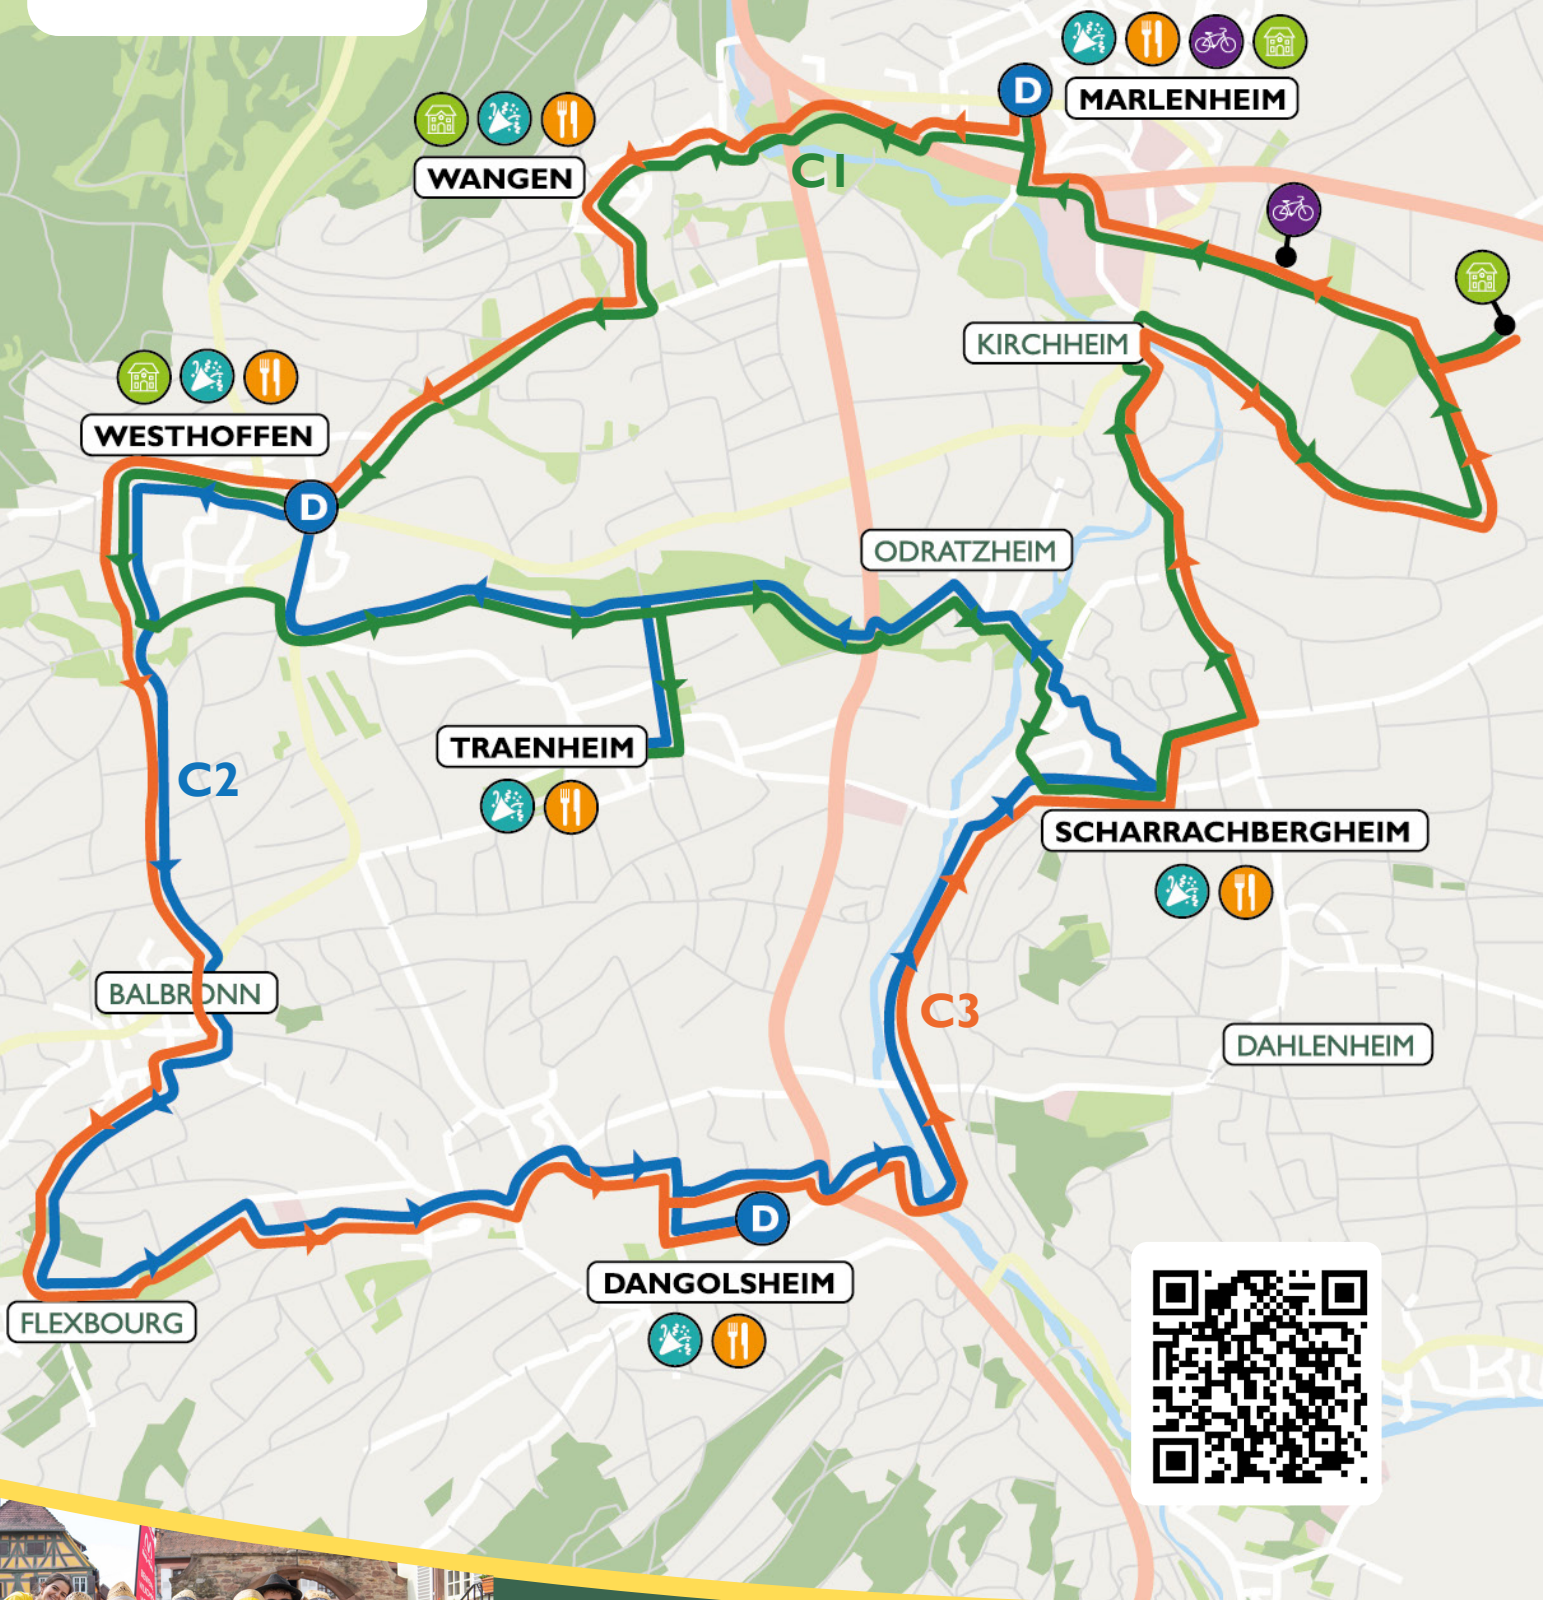 D
MARLENHEIM
WANGEN
C1
KIRCHHEIM
WESTHOFFEN
D
ODRATZHEIM
TRAENHEIM
C2
SCHARRACHBERGHEIM
BALBRONN
C3
DAHLENHEIM
D
DANGOLSHEIM
FLEXBOURG